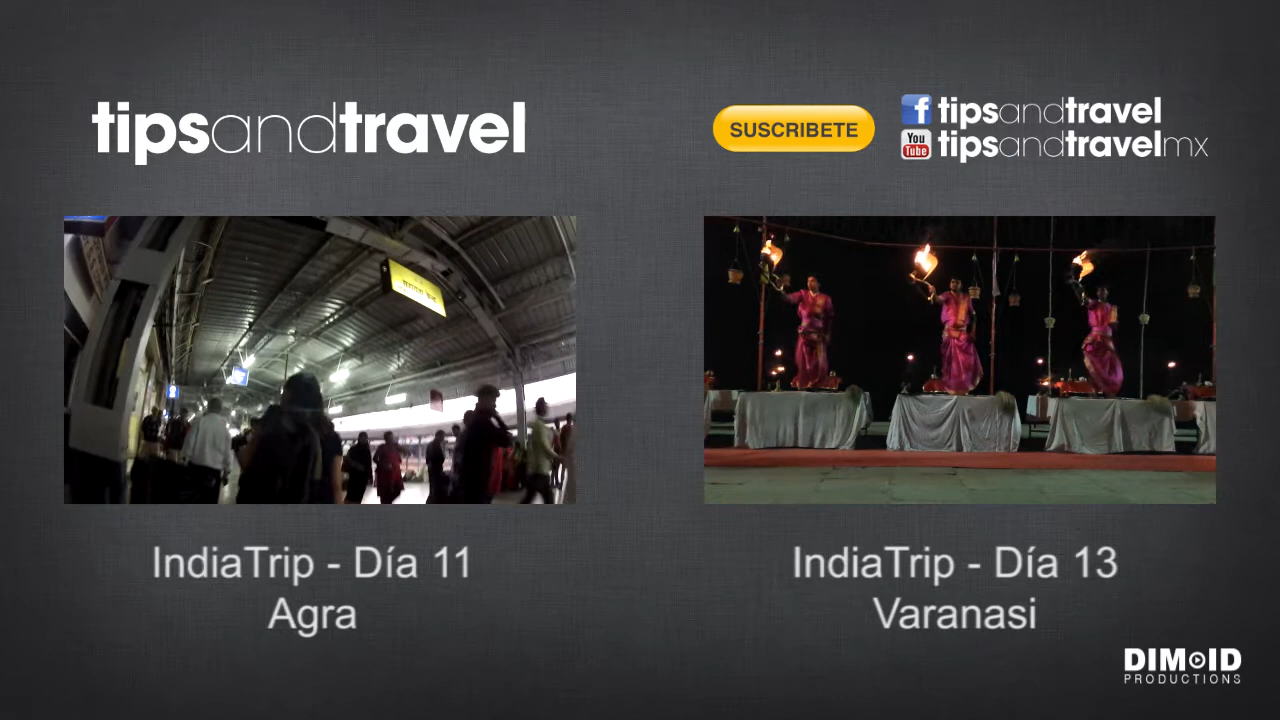 tipsandtravel
SUSCRIBETE
tipsandtravel
You
Tube
tipsandtravelmx
IndiaTrip - Día 11
Agra
IndiaTrip - Día 13
Varanasi
DIMOID
PRODUCTIONS